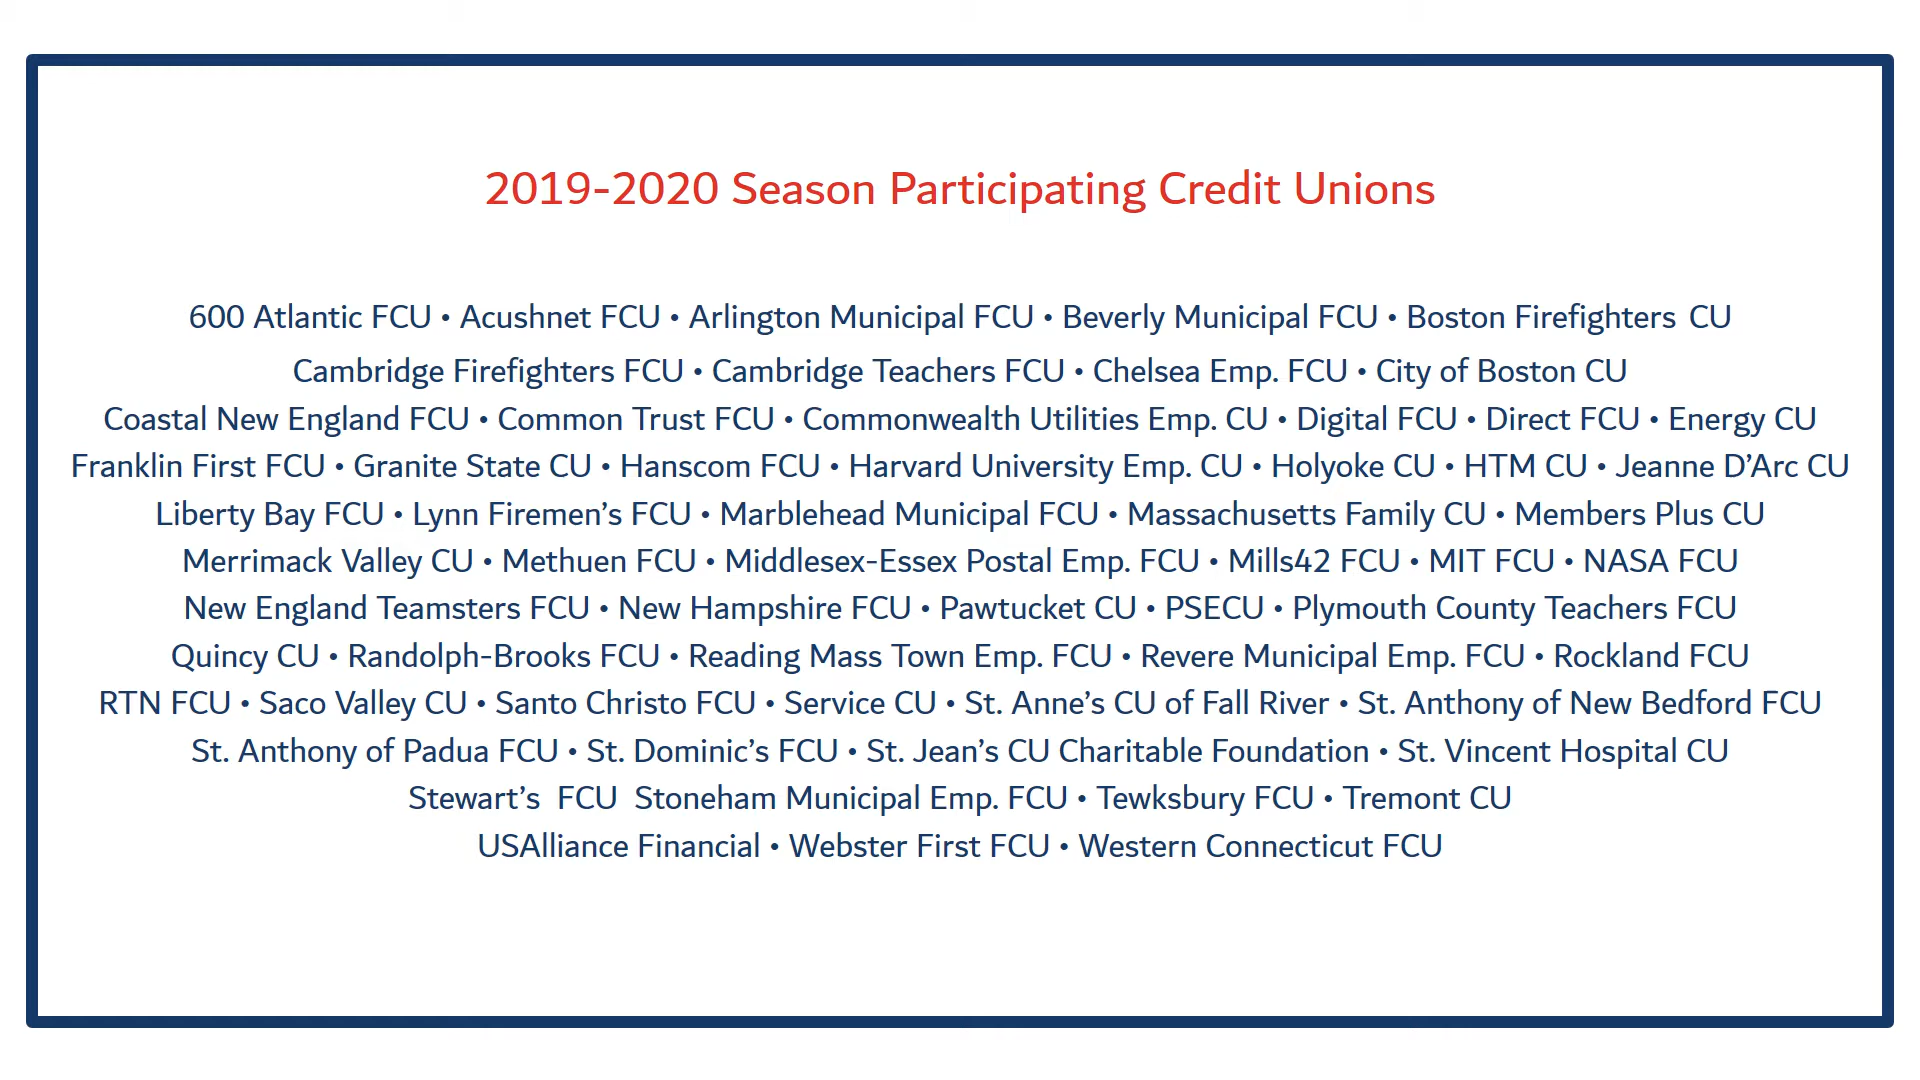 2019-2020 Season Participating Credit Unions
600 Atlantic FCU • Acushnet FCU • Arlington Municipal FCU • Beverly Municipal FCU • Boston Firefighters CU
Cambridge Firefighters FCU • Cambridge Teachers FCU • Chelsea Emp. FCU • City of Boston CU
Coastal New England FCU • Common Trust FCU • Commonwealth Utilities Emp. CU • Digital FCU • Direct FCU • Energy CU
Franklin First FCU • Granite State CU • Hanscom FCU • Harvard University Emp. CU • Holyoke CU • HTM CU • Jeanne D’Arc CU
Liberty Bay FCU • Lynn Firemen’s FCU • Marblehead Municipal FCU • Massachusetts Family CU • Members Plus CU
Merrimack Valley CU • Methuen FCU • Middlesex-Essex Postal Emp. FCU • Mills42 FCU • MIT FCU • NASA FCU
New England Teamsters FCU • New Hampshire FCU • Pawtucket CU • PSECU • Plymouth County Teachers FCU
Quincy CU • Randolph-Brooks FCU • Reading Mass Town Emp. FCU • Revere Municipal Emp. FCU • Rockland FCU
RTN FCU • Saco Valley CU • Santo Christo FCU • Service CU • St. Anne’s CU of Fall River • St. Anthony of New Bedford FCU
St. Anthony of Padua FCU • St. Dominic’s FCU • St. Jean’s CU Charitable Foundation • St. Vincent Hospital CU
Stewart’s FCU Stoneham Municipal Emp. FCU • Tewksbury FCU • Tremont CU
USAlliance Financial • Webster First FCU • Western Connecticut FCU